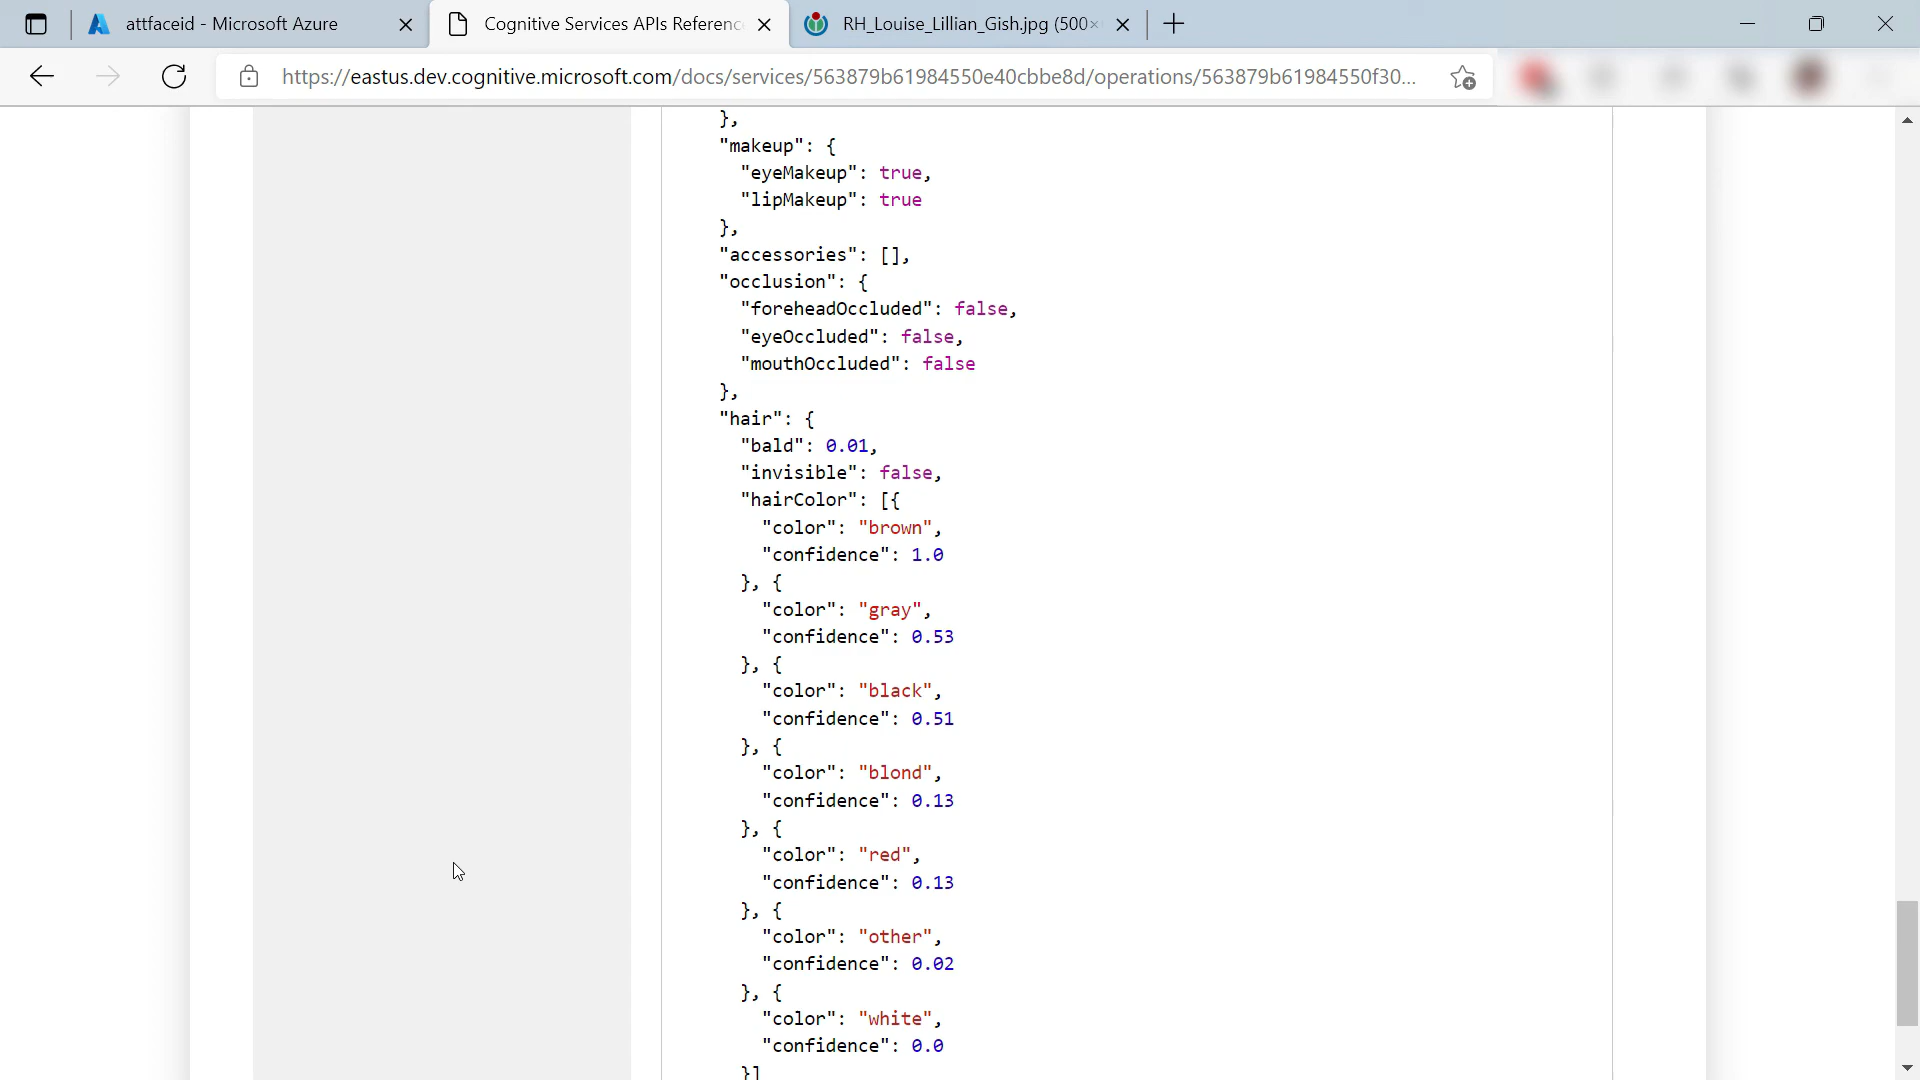 attfaceid - Microsoft Azure
Cognitive Services APIs Referenc
RH_Louise_Lillian_Gish.jpg (500×
https://eastus.dev.cognitive.microsoft.com/docs/services/563879b61984550e40cbbe8d/operations/563879b61984550f30...
},
"makeup": {
"eyeMakeup": true,
"lipMakeup": true
},
"accessories": [],
"occlusion": {
"foreheadOccluded": false,
"eyeOccluded": false,
"mouthOccluded": false
},
"hair": {
"bald": 0.01,
"invisible": false,
"hairColor": [{
"color": "brown",
"confidence": 1.0
}, {
"color": "gray",
"confidence": 0.53
}, {
"color": "black",
"confidence": 0.51
}, {
"color": "blond",
"confidence": 0.13
}, {
"color": "red",
"confidence": 0.13
}, {
"color": "other",
"confidence": 0.02
}, {
"color": "white",
"confidence": 0.0
}]